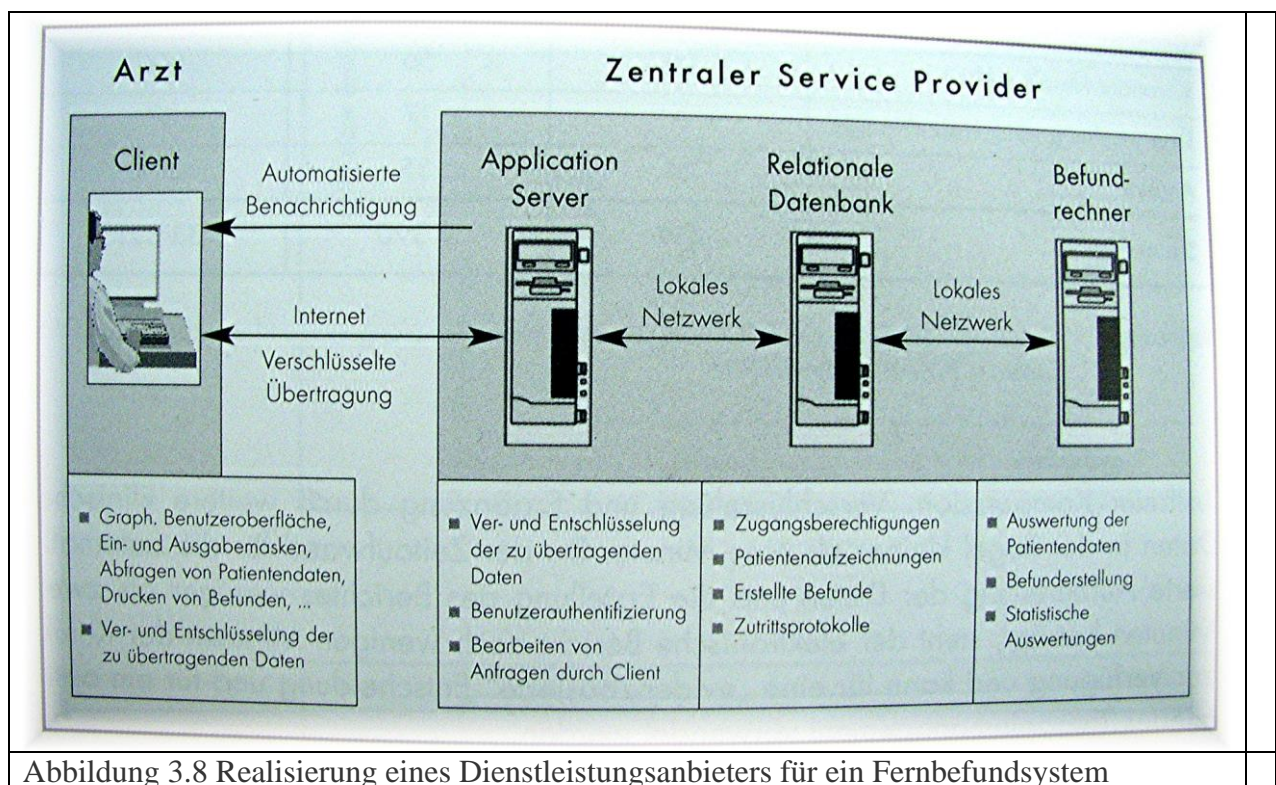 Arzt
Zentraler Service Provider
Client
Automatisierte
Benachrichtigung
Internet
Verschlüsselte
Übertragung
Application
Server
Lokales
Netzwerk
Relationale
Datenbank
Lokales
Netzwerk
Befund-
rechner
■ Graph. Benutzeroberfläche,
Ein- und Ausgabemasken,
Abfragen von Patientendaten,
Drucken von Befunden, ...
■ Ver- und Entschlüsselung der
zu übertragenden Daten
■ Ver- und Entschlüsselung
der zu übertragenden
Daten
■ Benutzerauthentifizierung
■ Bearbeiten von
Anfragen durch Client
■ Zugangsberechtigungen
■ Patientenaufzeichnungen
■ Erstellte Befunde
■ Zutrittsprotokolle
■ Auswertung der
Patientendaten
■ Befunderstellung
■ Statistische
Auswertungen
Abbildung 3.8 Realisierung eines Dienstleistungsanbieters für ein Fernbefundsystem